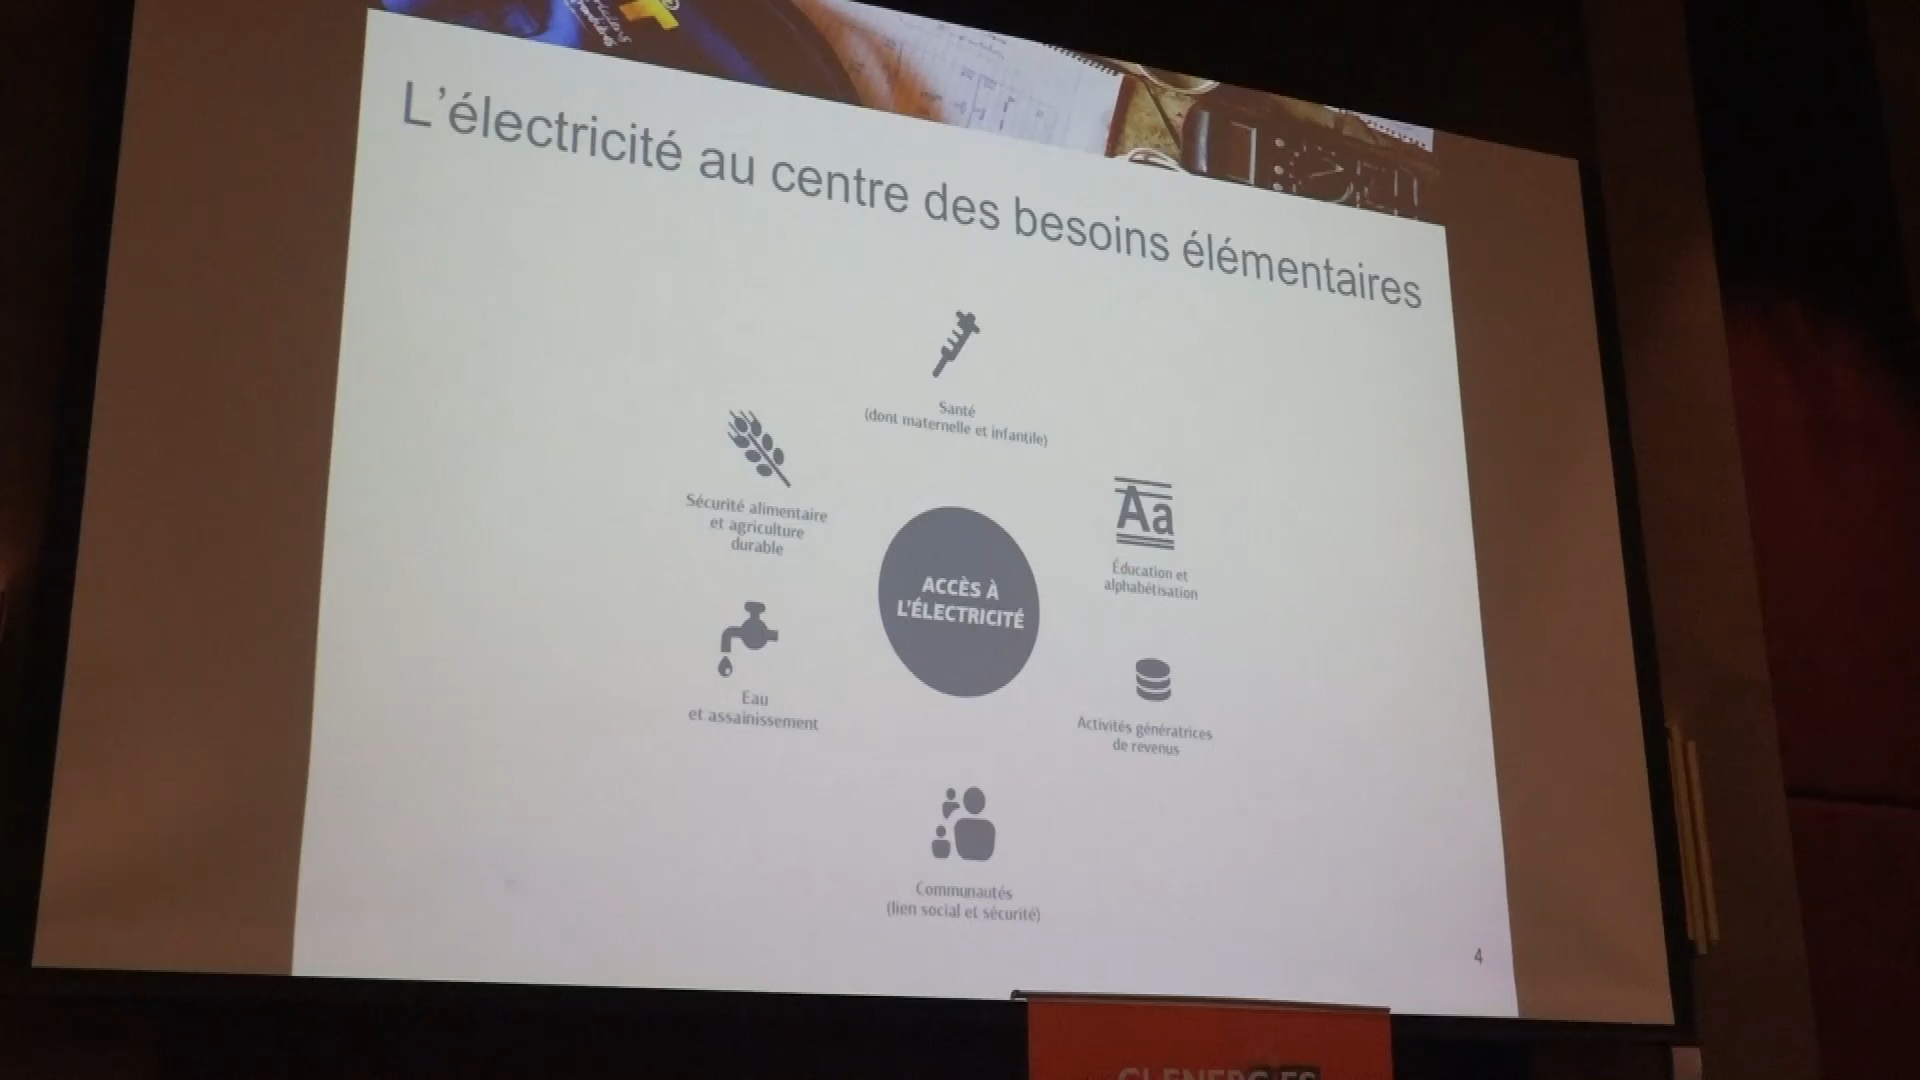 L'électricité au centre des besoins élémentaires
Santé
(dont maternelle et infantile)
Sécurité alimentaire
et agriculture
durable
Aa
Éducation et
alphabétisation
ACCÈS À
L'ÉLECTRICITÉ
Eau
et assainissement
Activités génératrices
de revenus
Communautés
(lien social et sécurité)
4